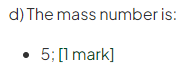 d) The mass number is:
• 5; [1 mark]